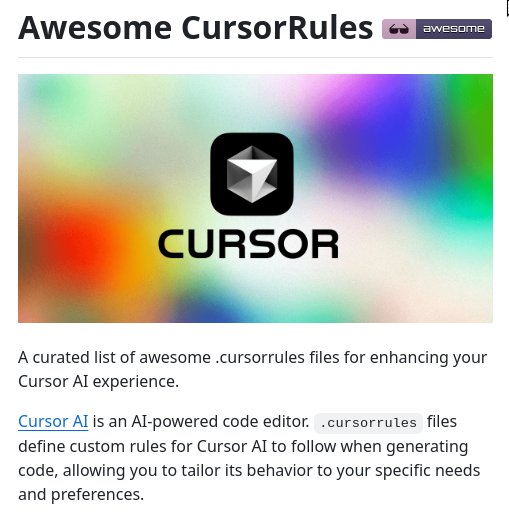 Awesome CursorRules awesome
CURSOR
A curated list of awesome .cursorrules files for enhancing your
Cursor AI experience.
Cursor AI is an AI-powered code editor. .cursorrules files
define custom rules for Cursor AI to follow when generating
code, allowing you to tailor its behavior to your specific needs
and preferences.